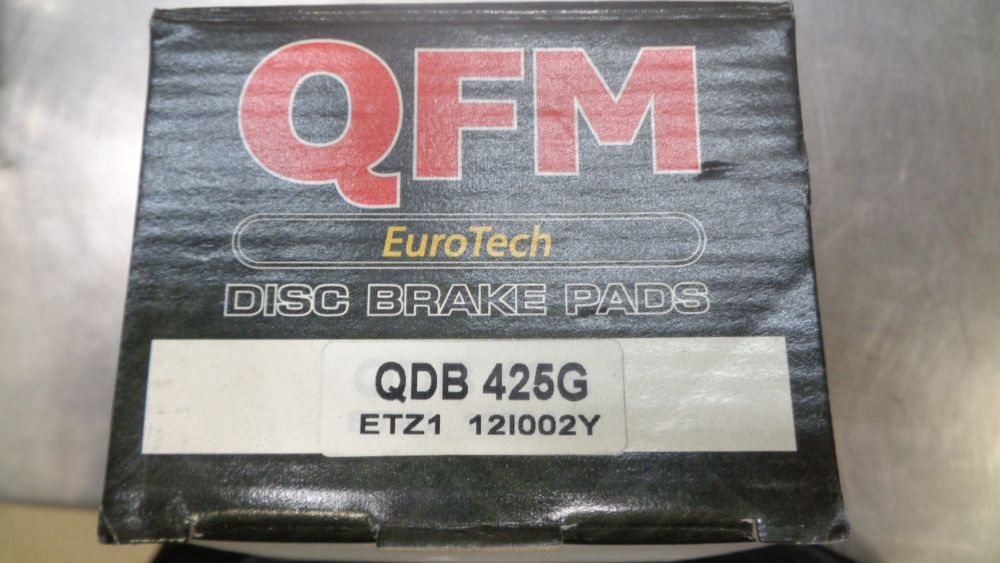 QFM
EuroTech
DISC BRAKE PADS
QDB 425G
ETZ1 12I002Y